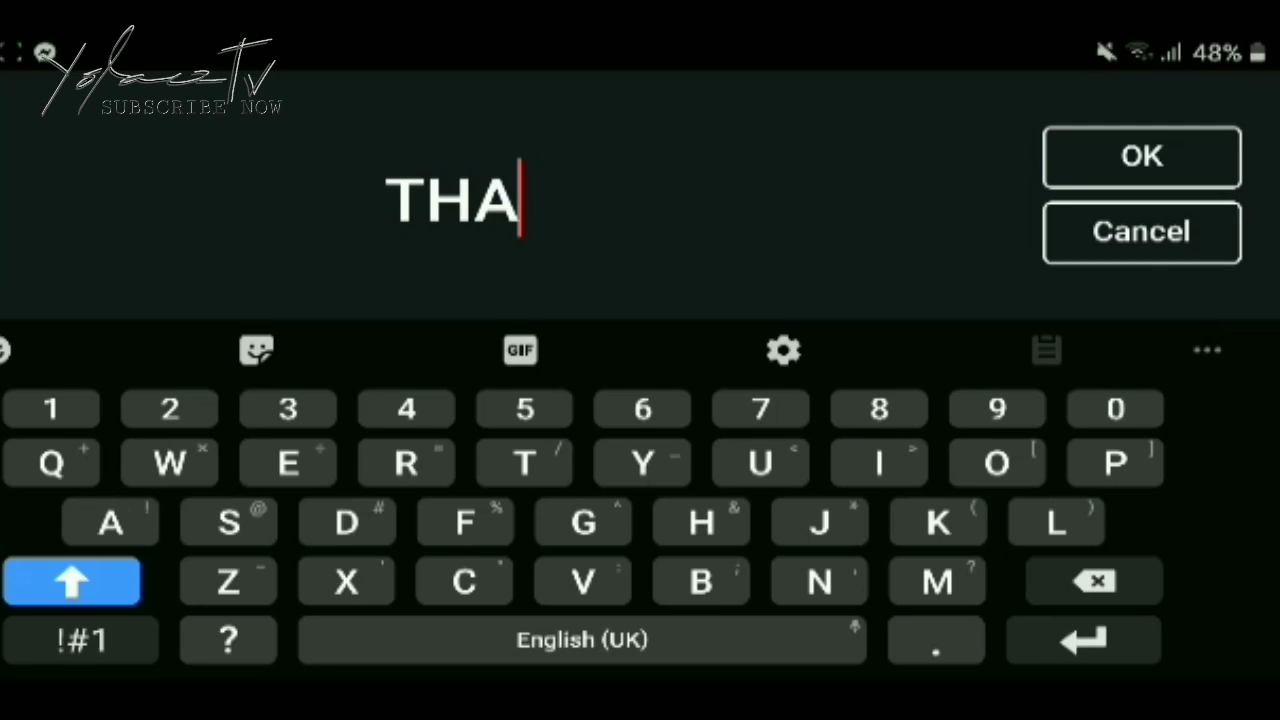 YolaczTv
SUBSCRIBE NOW
48%
THA
OK
Cancel
GIF
1 2 3 4 5 6 7 8 9 0
Q + W × E ÷ R = T / Y _ U < I > O [ P ]
A ! S @ D # F % G ^ H & J * K ( L )
Z - X ' C " V : B ; N , M ?
!#1 ? English (UK) .